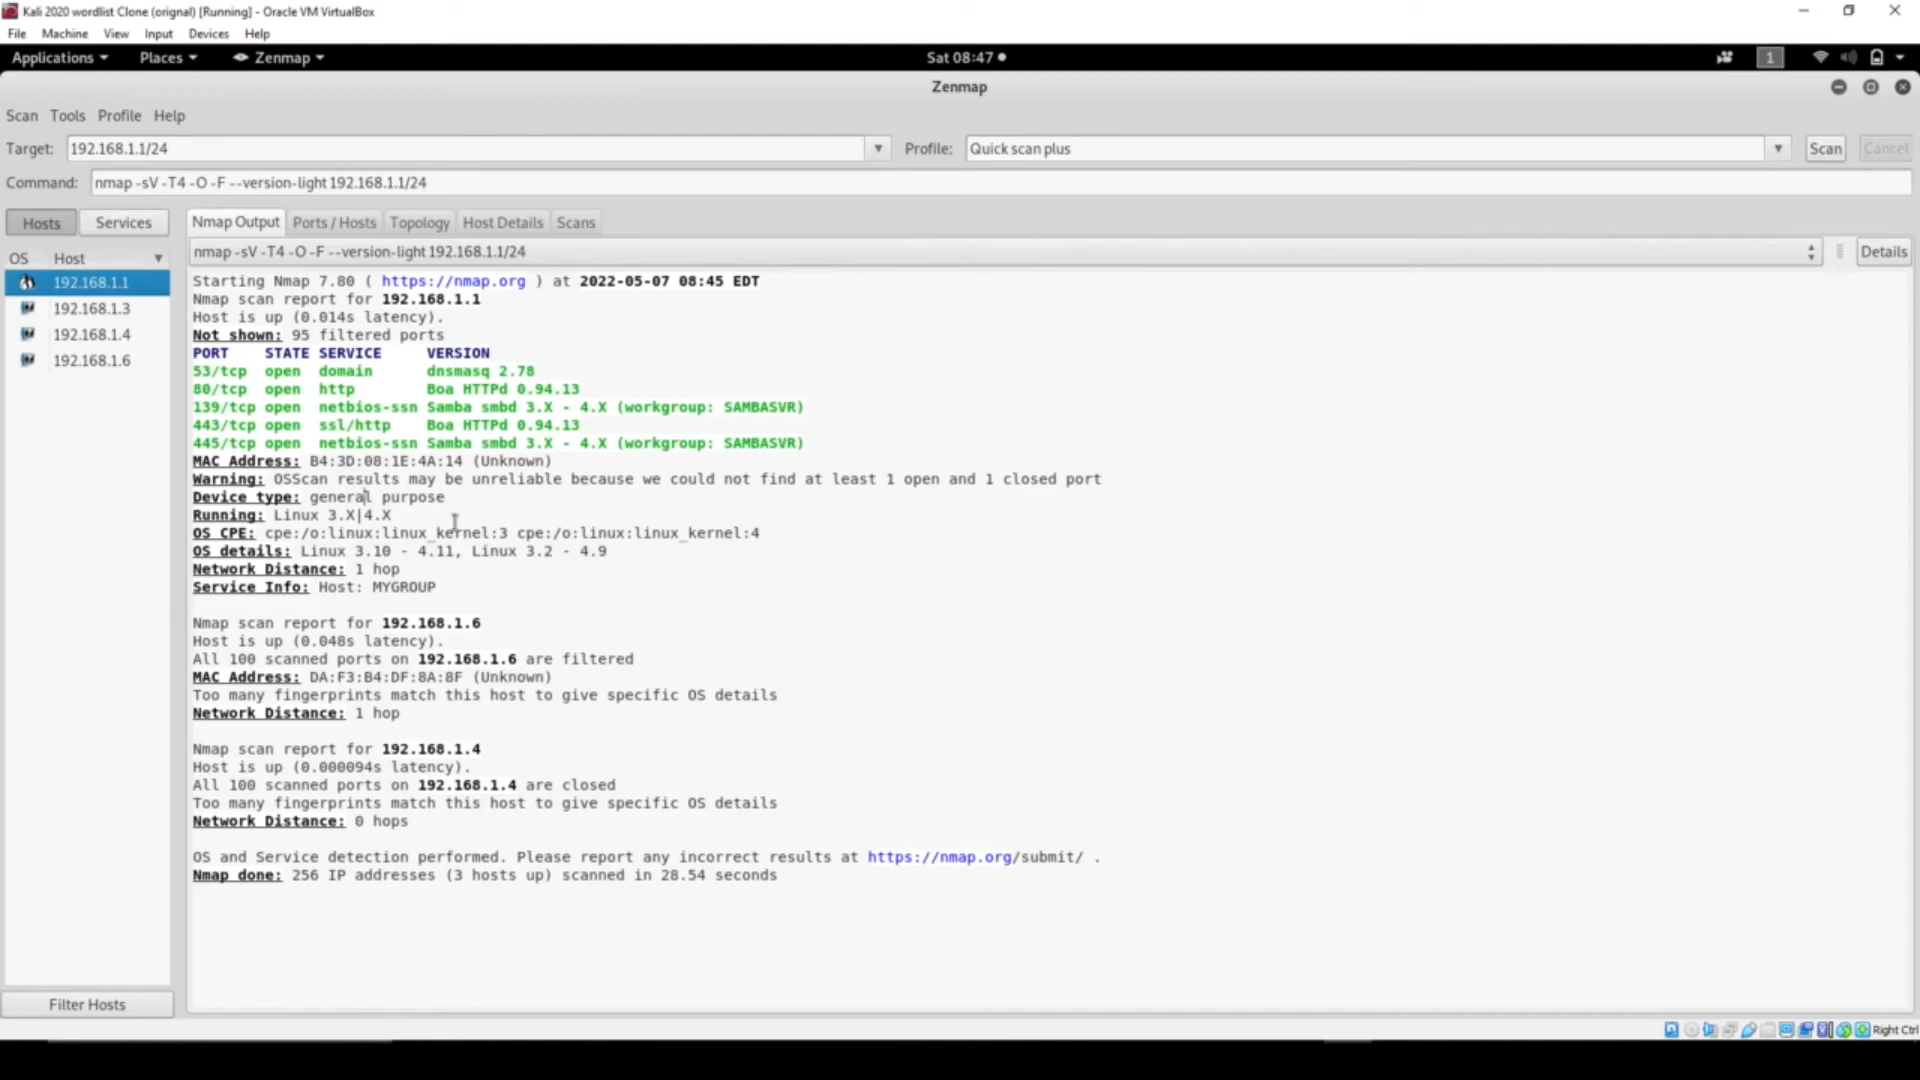 Kali 2020 wordlist Clone (orignal) [Running] - Oracle VM VirtualBox
File Machine View Input Devices Help
Applications Places Zenmap Sat 08:47 1
Zenmap
Scan Tools Profile Help
Target: 192.168.1.1/24 Profile: Quick scan plus Scan Cancel
Command: nmap -sV -T4 -O -F --version-light 192.168.1.1/24
Hosts Services Nmap Output Ports / Hosts Topology Host Details Scans
nmap -sV -T4 -O -F --version-light 192.168.1.1/24 Details
OS Host
192.168.1.1
192.168.1.3
192.168.1.4
192.168.1.6
Starting Nmap 7.80 ( https://nmap.org ) at 2022-05-07 08:45 EDT
Nmap scan report for 192.168.1.1
Host is up (0.014s latency).
Not shown: 95 filtered ports
PORT STATE SERVICE VERSION
53/tcp open domain dnsmasq 2.78
80/tcp open http Boa HTTPd 0.94.13
139/tcp open netbios-ssn Samba smbd 3.X - 4.X (workgroup: SAMBASVR)
443/tcp open ssl/http Boa HTTPd 0.94.13
445/tcp open netbios-ssn Samba smbd 3.X - 4.X (workgroup: SAMBASVR)
MAC Address: B4:3D:08:1E:4A:14 (Unknown)
Warning: OSScan results may be unreliable because we could not find at least 1 open and 1 closed port
Device type: general purpose
Running: Linux 3.X|4.X
OS CPE: cpe:/o:linux:linux_kernel:3 cpe:/o:linux:linux_kernel:4
OS details: Linux 3.10 - 4.11, Linux 3.2 - 4.9
Network Distance: 1 hop
Service Info: Host: MYGROUP
Nmap scan report for 192.168.1.6
Host is up (0.048s latency).
All 100 scanned ports on 192.168.1.6 are filtered
MAC Address: DA:F3:B4:DF:8A:8F (Unknown)
Too many fingerprints match this host to give specific OS details
Network Distance: 1 hop
Nmap scan report for 192.168.1.4
Host is up (0.000094s latency).
All 100 scanned ports on 192.168.1.4 are closed
Too many fingerprints match this host to give specific OS details
Network Distance: 0 hops
OS and Service detection performed. Please report any incorrect results at https://nmap.org/submit/ .
Nmap done: 256 IP addresses (3 hosts up) scanned in 28.54 seconds
Filter Hosts
Right Ctrl